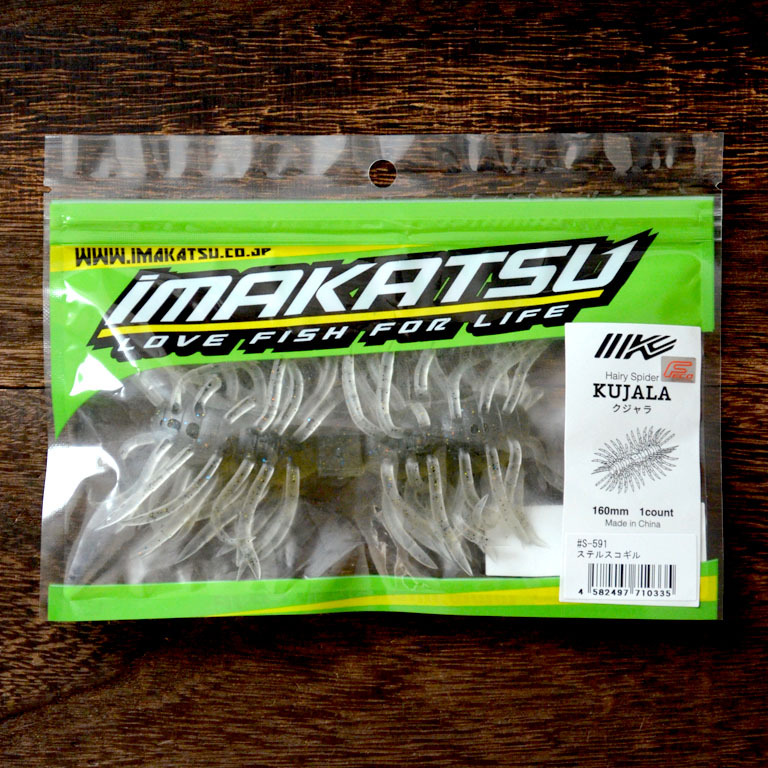 WWW.IMAKATSU.CO.JP
IMAKATSU
LOVE FISH FOR LIFE
IK
Hairy Spider
KUJALA
クジャラ
160mm 1count
Made in China
#S-591
ステルスコギル
4 582497 710335